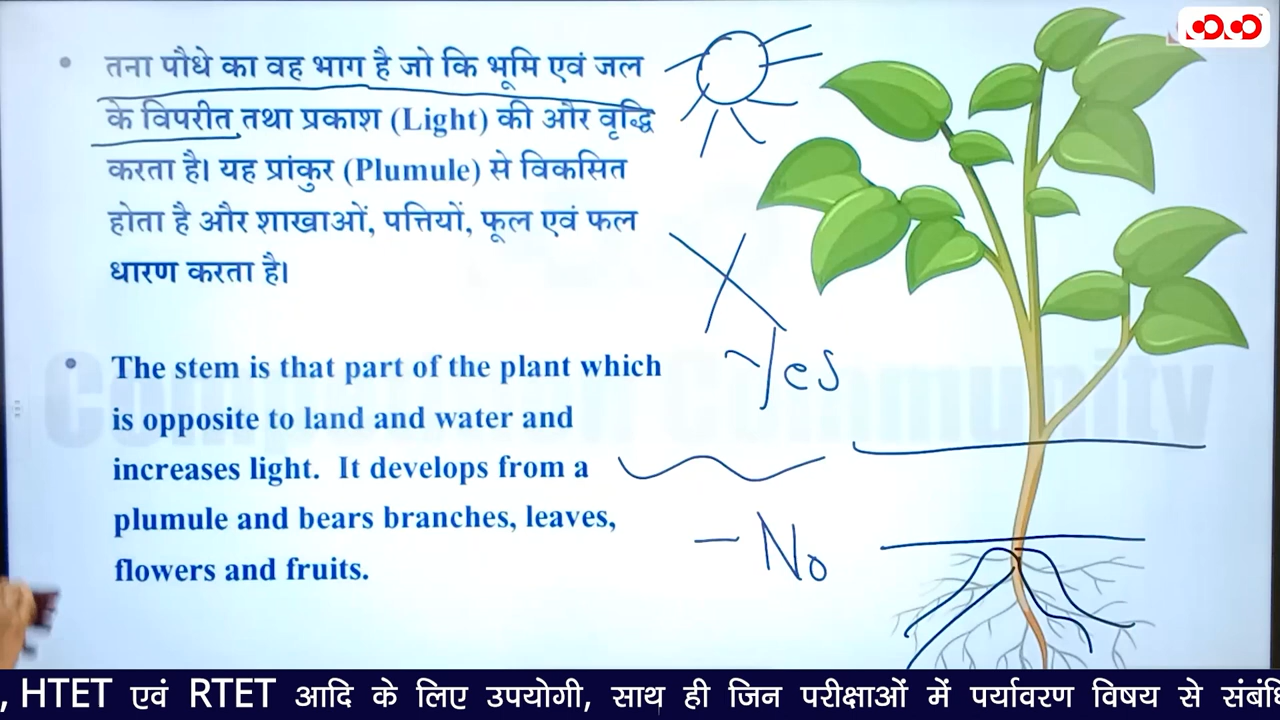 तना पौधे का वह भाग है जो कि भूमि एवं जल
के विपरीत तथा प्रकाश (Light) की और वृद्धि
करता है। यह प्रांकुर (Plumule) से विकसित
होता है और शाखाओं, पत्तियों, फूल एवं फल
धारण करता है।
Yes
The stem is that part of the plant which
is opposite to land and water and
increases light. It develops from a
plumule and bears branches, leaves,
flowers and fruits.
- No
Competition Community
, HTET एवं RTET आदि के लिए उपयोगी, साथ ही जिन परीक्षाओं में पर्यावरण विषय से संबंधि